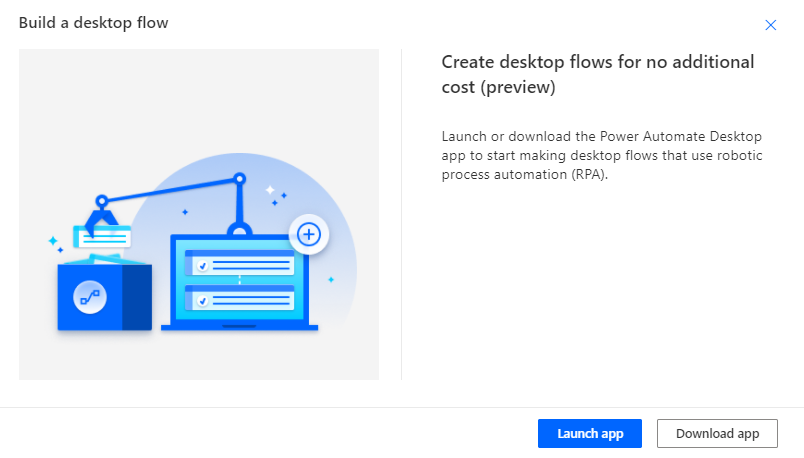 Build a desktop flow
Create desktop flows for no additional
cost (preview)
Launch or download the Power Automate Desktop
app to start making desktop flows that use robotic
process automation (RPA).
Launch app
Download app